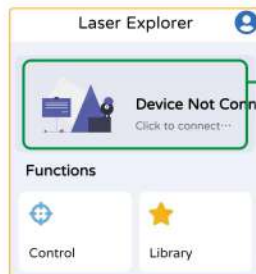 Laser Explorer
Device Not Conn
Click to connect···
Functions
Control
Library